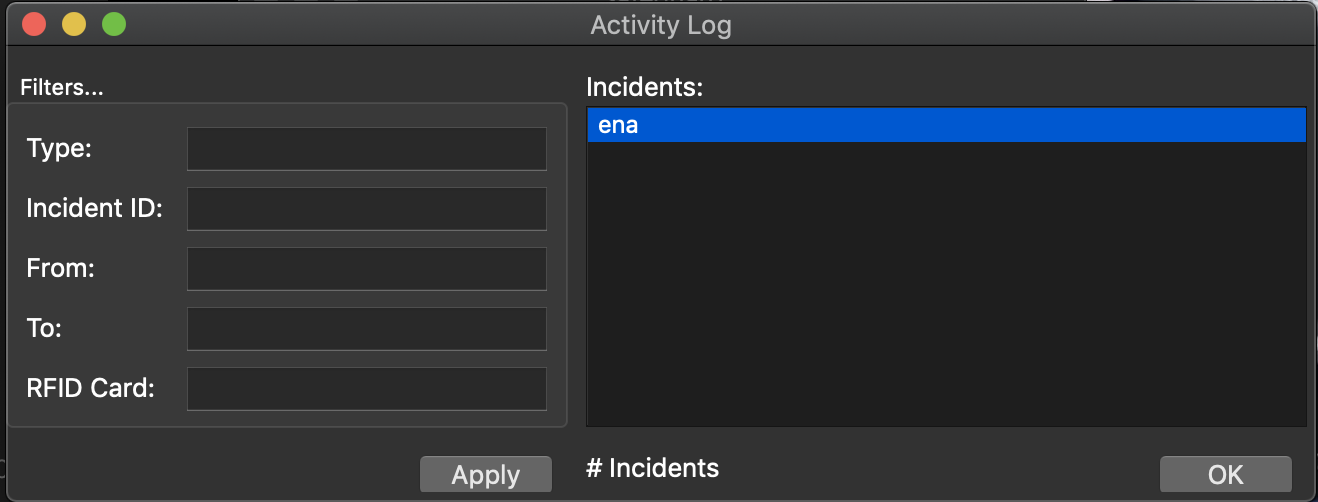 Activity Log
Filters...
Type:
Incident ID:
From:
To:
RFID Card:
Apply
Incidents:
ena
# Incidents
OK